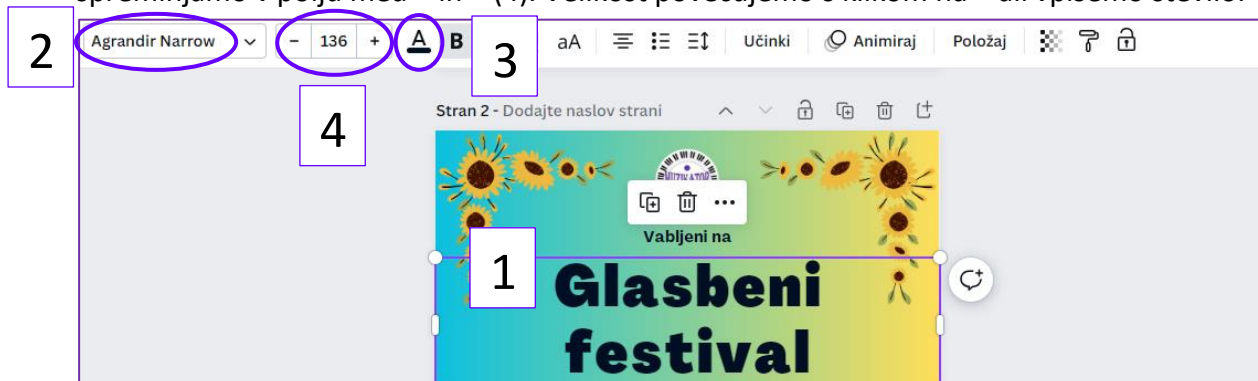 2 Agrandir Narrow - 136 + A B 3 aA Učinki Animiraj Položaj
4
Stran 2 - Dodajte naslov strani
MUZIKATOR
Vabljeni na
1 Glasbeni
festival